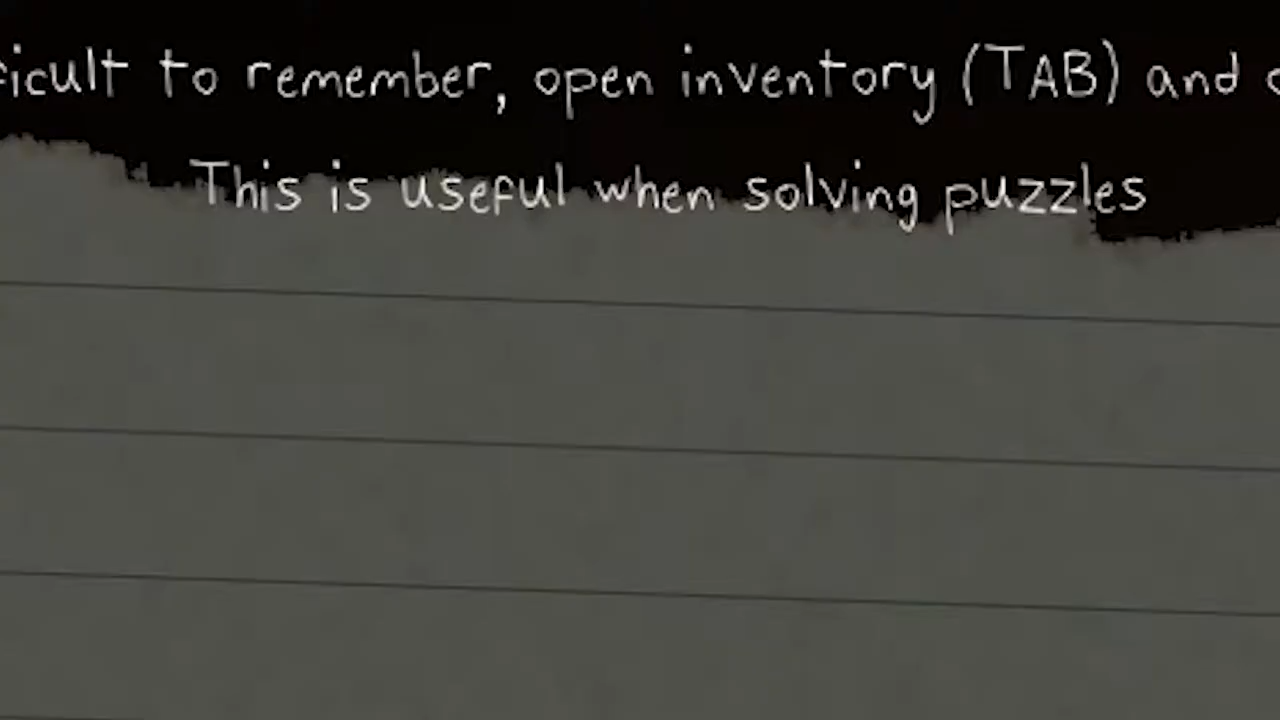 ficult to remember, open inventory (TAB) and
This is useful when solving puzzles